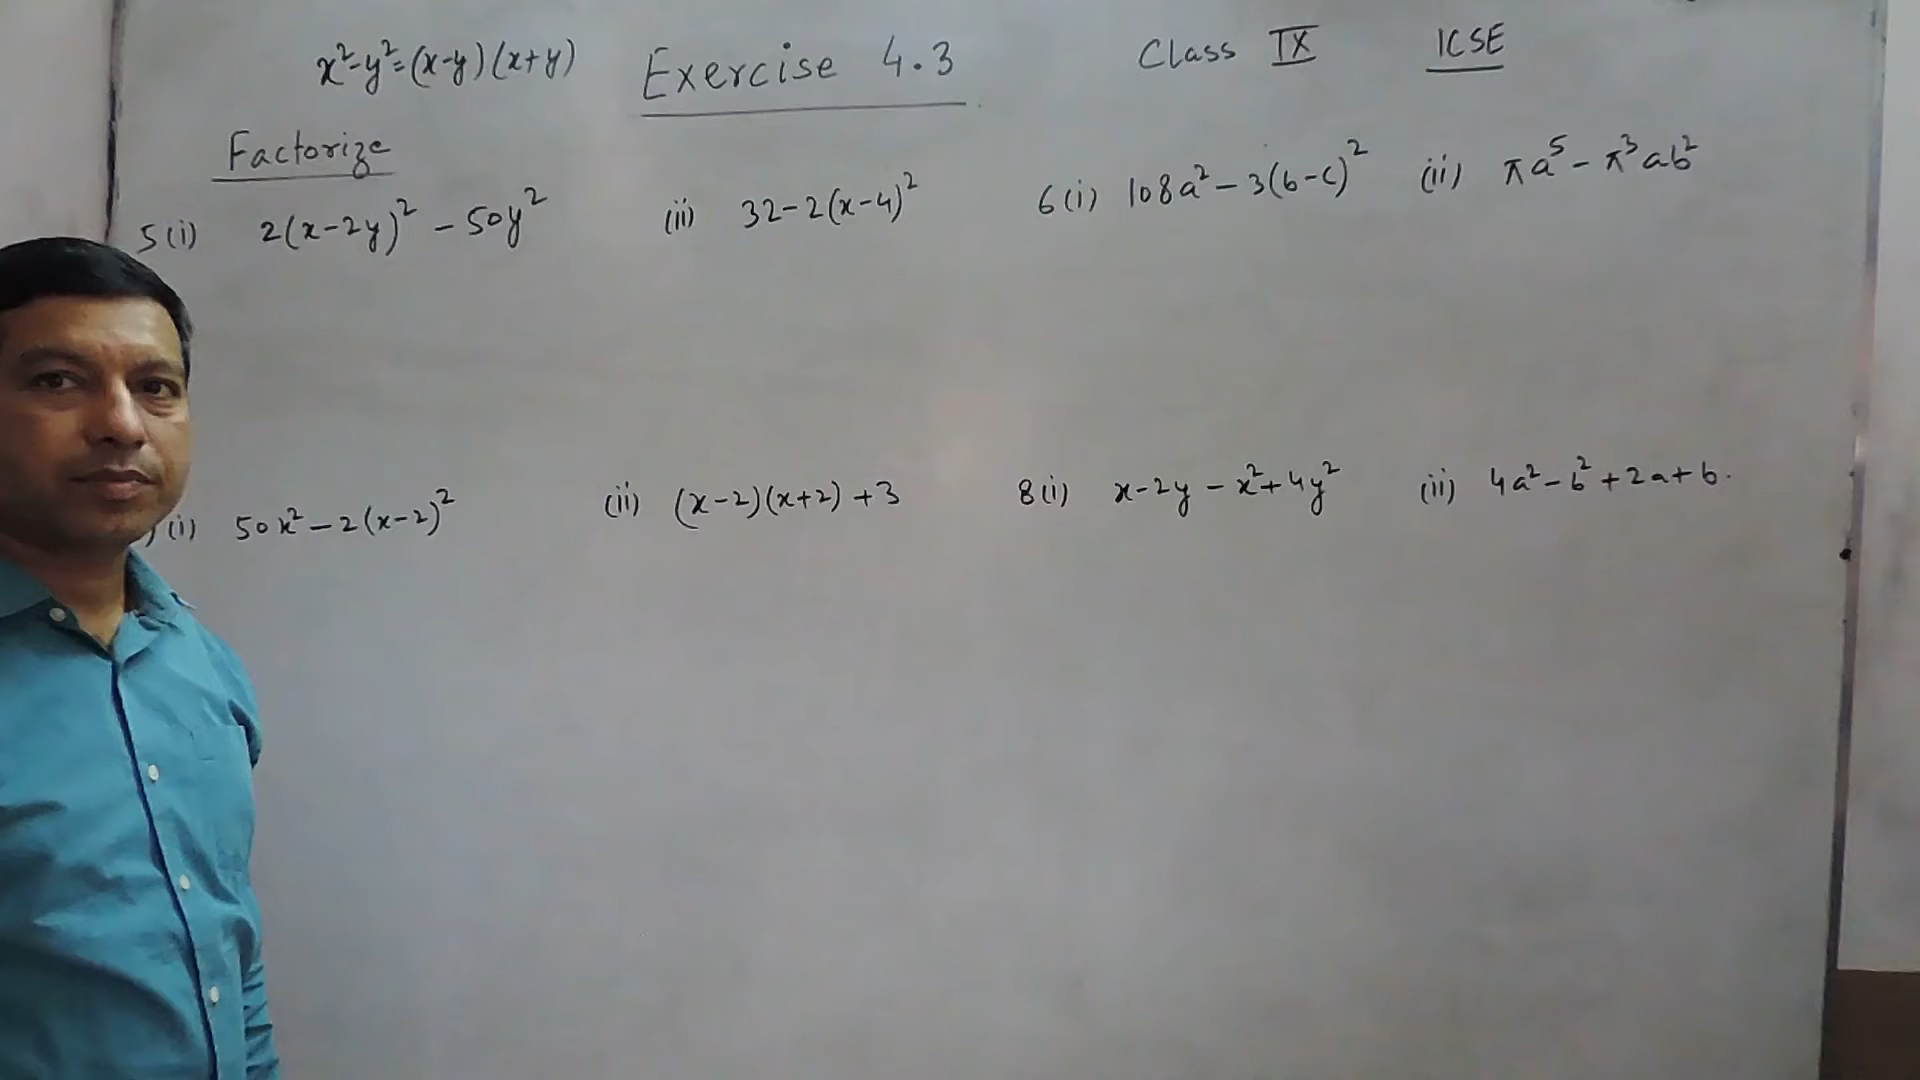 x²-y²=(x-y)(x+y) Exercise 4.3 Class IX ICSE
Factorize
5(i) 2(x-2y)² - 50y² (ii) 32-2(x-4)² 6(i) 108a²-3(b-c)² (ii) πa⁵-π³ab²
(i) 50x²-2(x-2)² (ii) (x-2)(x+2)+3 8(i) x-2y-x²+4y² (ii) 4a²-b²+2a+b.